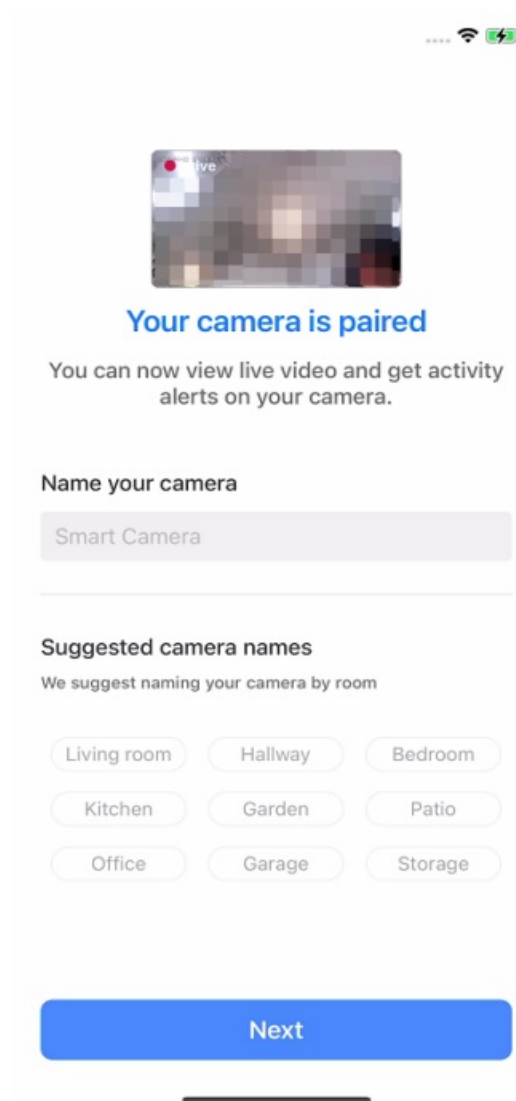 Your camera is paired
You can now view live video and get activity
alerts on your camera.
Name your camera
Smart Camera
Suggested camera names
We suggest naming your camera by room
Living room Hallway Bedroom
Kitchen Garden Patio
Office Garage Storage
Next